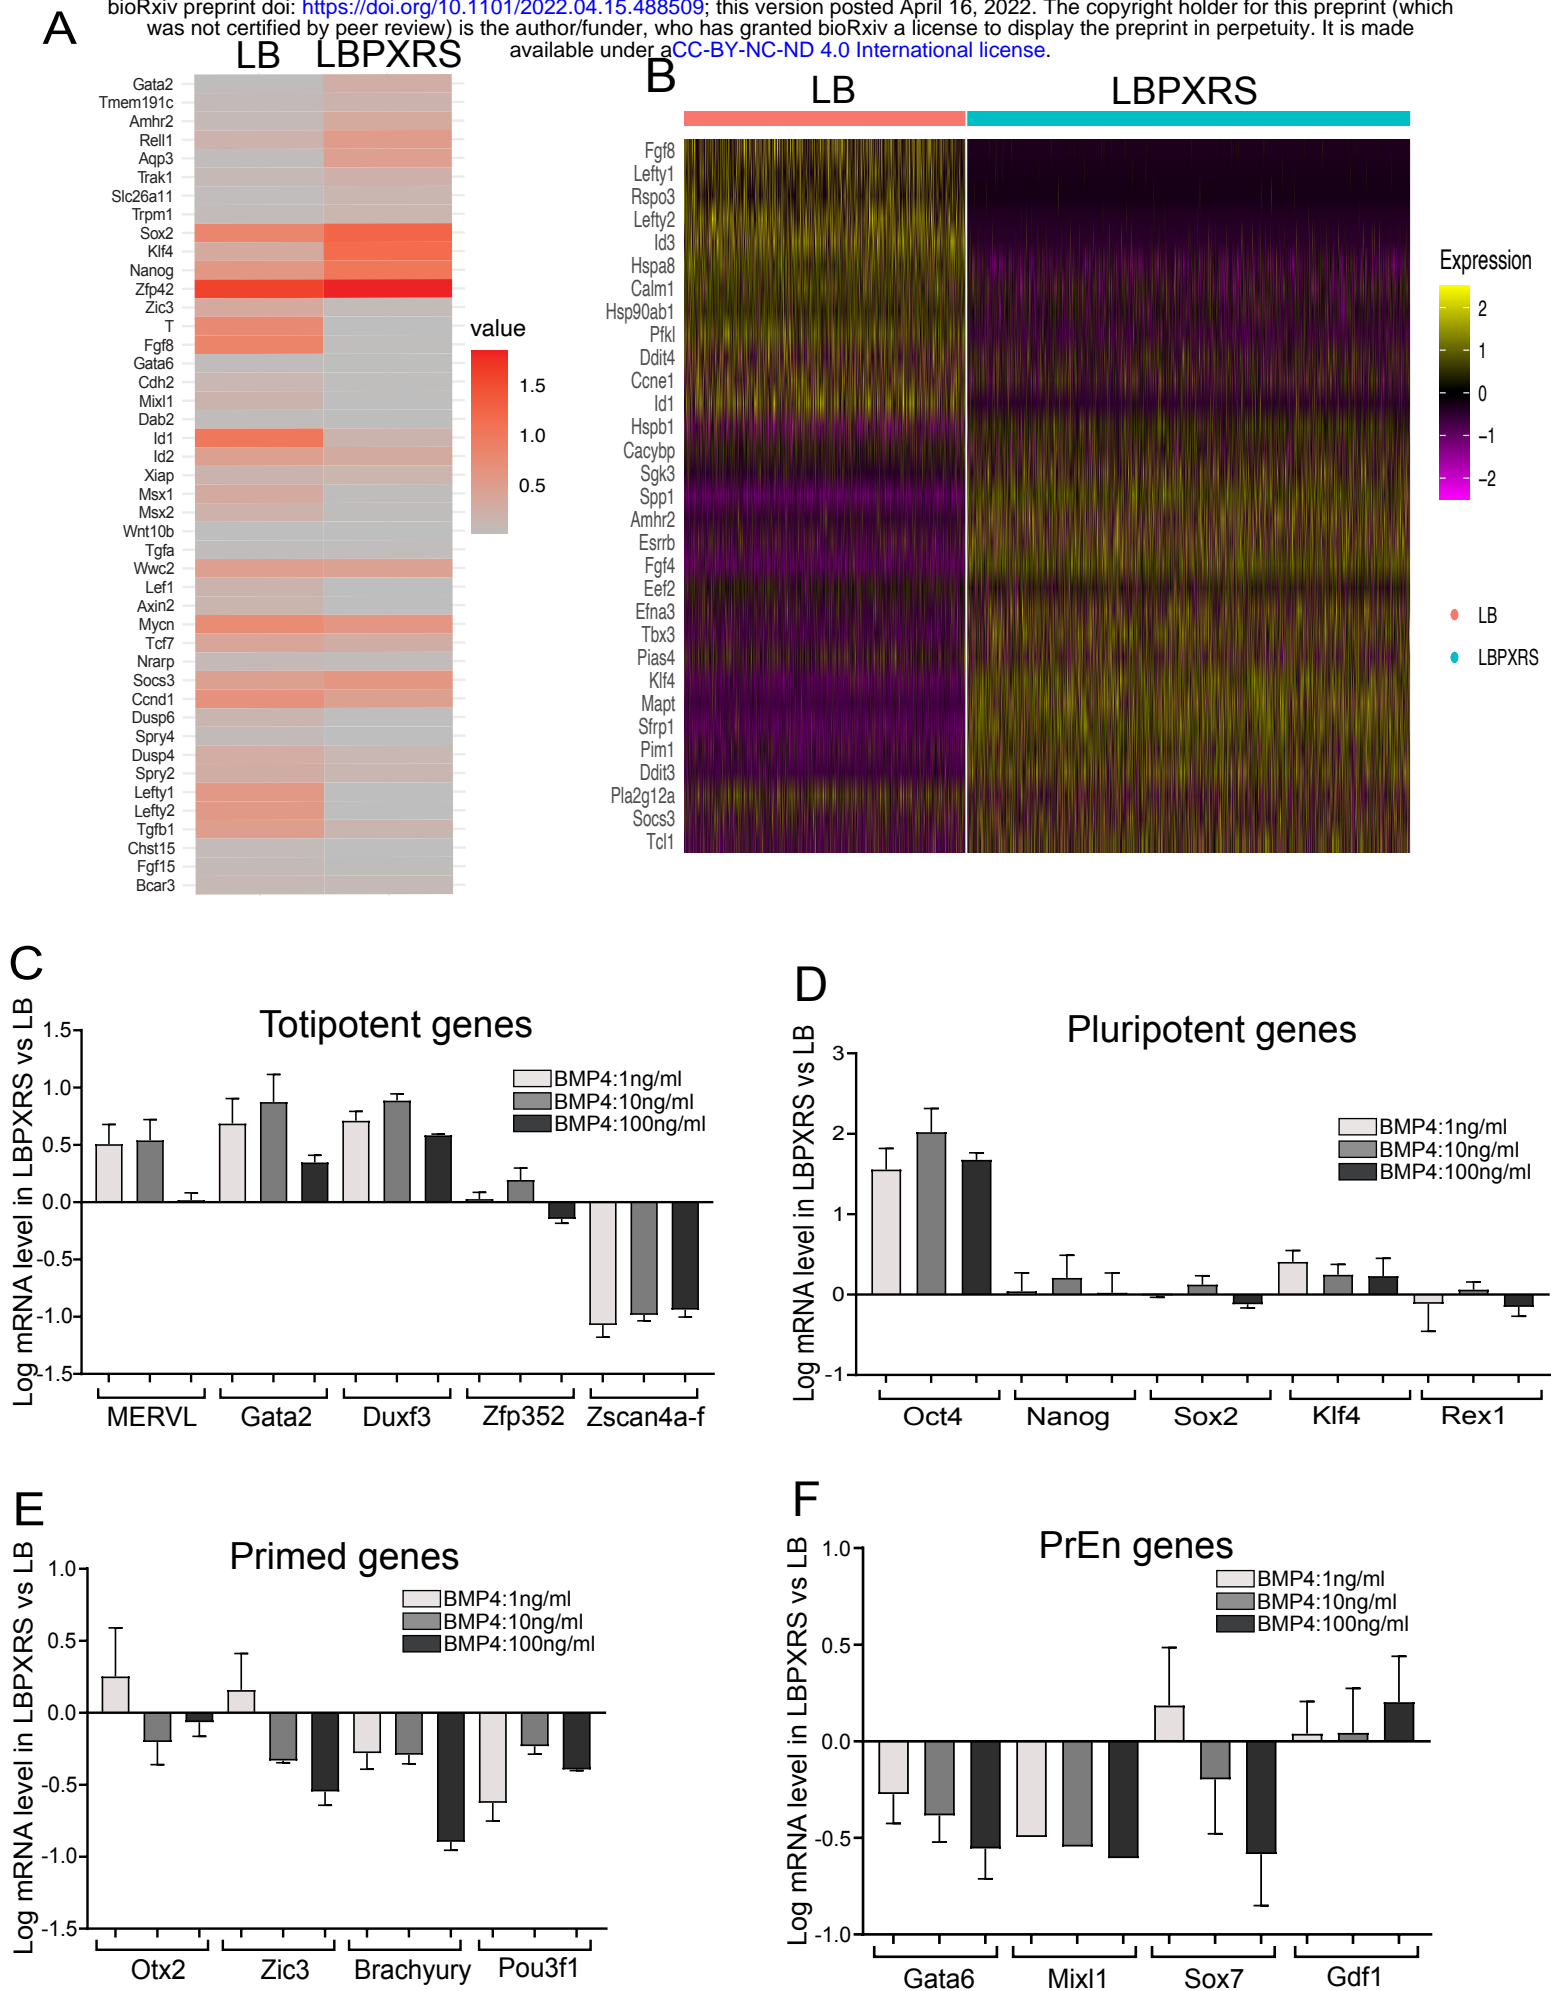 bioRxiv preprint doi: https://doi.org/10.1101/2022.04.15.488509; this version posted April 16, 2022. The copyright holder for this preprint (which
was not certified by peer review) is the author/funder, who has granted bioRxiv a license to display the preprint in perpetuity. It is made
available under aCC-BY-NC-ND 4.0 International license.
A
LB LBPXRS
Gata2
Tmem191c
Amhr2
Rell1
Aqp3
Trak1
Slc26a11
Trpm1
Sox2
Klf4
Nanog
Zfp42
Zic3
T
Fgf8
Gata6
Cdh2
Mixl1
Dab2
Id1
Id2
Xiap
Msx1
Msx2
Wnt10b
Tgfa
Wwc2
Lef1
Axin2
Mycn
Tcf7
Nrarp
Socs3
Ccnd1
Dusp6
Spry4
Dusp4
Spry2
Lefty1
Lefty2
Tgfb1
Chst15
Fgf15
Bcar3
value
1.5
1.0
0.5
B
LB LBPXRS
Fgf8
Lefty1
Rspo3
Lefty2
Id3
Hspa8
Calm1
Hsp90ab1
Pfkl
Ddit4
Ccne1
Id1
Hspb1
Cacybp
Sgk3
Spp1
Amhr2
Esrrb
Fgf4
Eef2
Efna3
Tbx3
Pias4
Klf4
Mapt
Sfrp1
Pim1
Ddit3
Pla2g12a
Socs3
Tcl1
Expression
2
1
0
−1
−2
LB
LBPXRS
C
Totipotent genes
Log mRNA level in LBPXRS vs LB
1.5
1.0
0.5
0.0
-0.5
-1.0
-1.5
BMP4:1ng/ml
BMP4:10ng/ml
BMP4:100ng/ml
MERVL Gata2 Duxf3 Zfp352 Zscan4a-f
D
Pluripotent genes
Log mRNA level in LBPXRS vs LB
3
2
1
0
-1
BMP4:1ng/ml
BMP4:10ng/ml
BMP4:100ng/ml
Oct4 Nanog Sox2 Klf4 Rex1
E
Primed genes
Log mRNA level in LBPXRS vs LB
1.0
0.5
0.0
-0.5
-1.0
-1.5
BMP4:1ng/ml
BMP4:10ng/ml
BMP4:100ng/ml
Otx2 Zic3 Brachyury Pou3f1
F
PrEn genes
Log mRNA level in LBPXRS vs LB
1.0
0.5
0.0
-0.5
-1.0
BMP4:1ng/ml
BMP4:10ng/ml
BMP4:100ng/ml
Gata6 Mixl1 Sox7 Gdf1